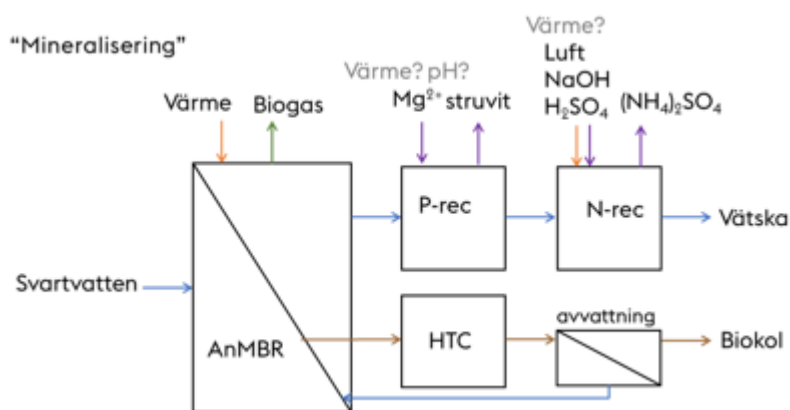 "Mineralisering"
Värme?
Luft
NaOH
H₂SO₄
(NH₄)₂SO₄
Värme? pH?
Mg²⁺ struvit
Värme
Biogas
P-rec
N-rec
Vätska
Svartvatten
AnMBR
HTC
avvattning
Biokol